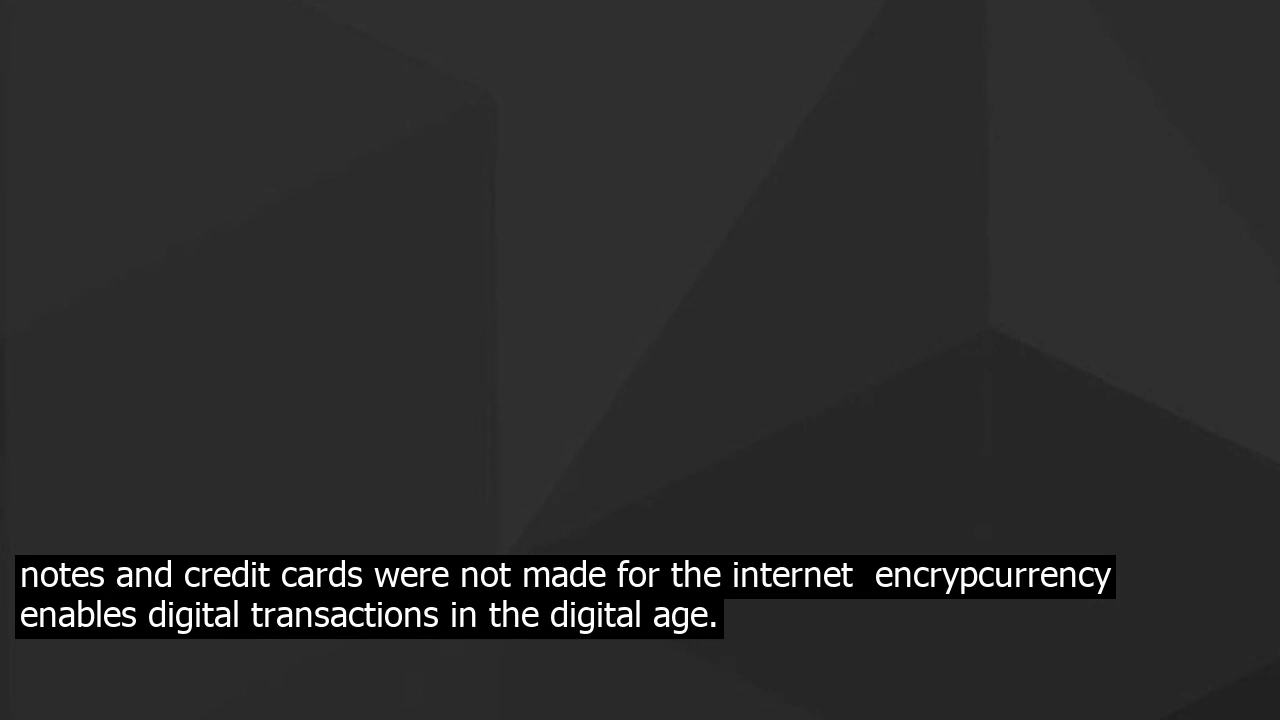 notes and credit cards were not made for the internet  encrypcurrency
enables digital transactions in the digital age.